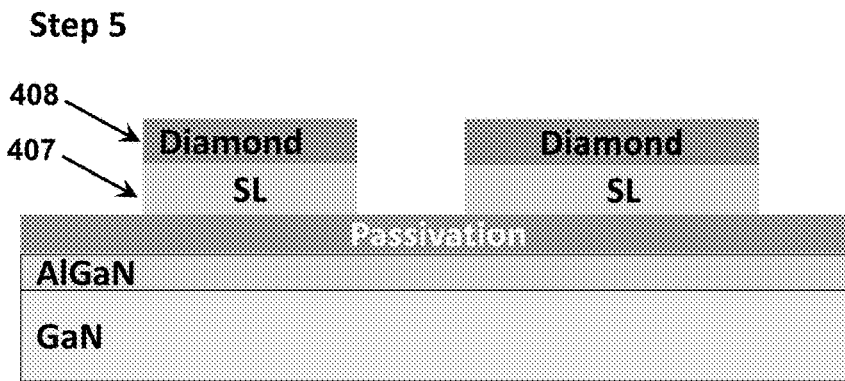 Step 5
408
Diamond
Diamond
407
SL
SL
Passivation
AlGaN
GaN